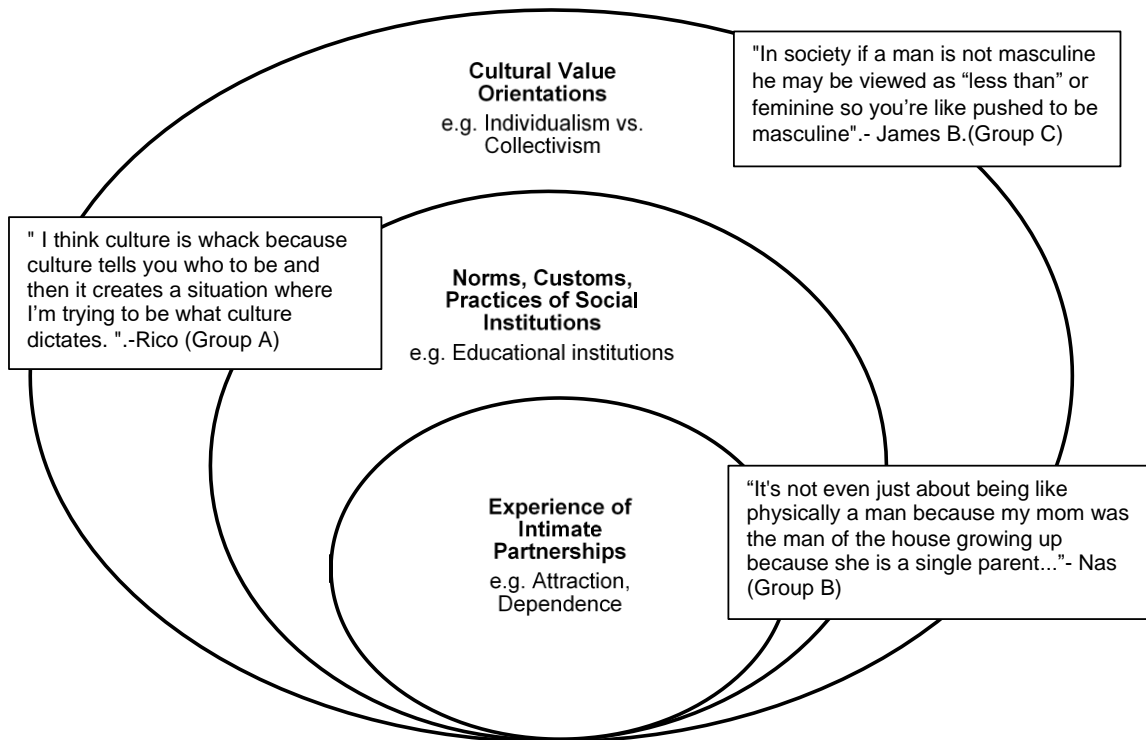 Cultural Value
Orientations
e.g. Individualism vs.
Collectivism
"In society if a man is not masculine
he may be viewed as “less than” or
feminine so you’re like pushed to be
masculine".- James B.(Group C)
" I think culture is whack because
culture tells you who to be and
then it creates a situation where
I’m trying to be what culture
dictates. ".-Rico (Group A)
Norms, Customs,
Practices of Social
Institutions
e.g. Educational institutions
Experience of
Intimate
Partnerships
e.g. Attraction,
Dependence
“It's not even just about being like
physically a man because my mom was
the man of the house growing up
because she is a single parent...”- Nas
(Group B)